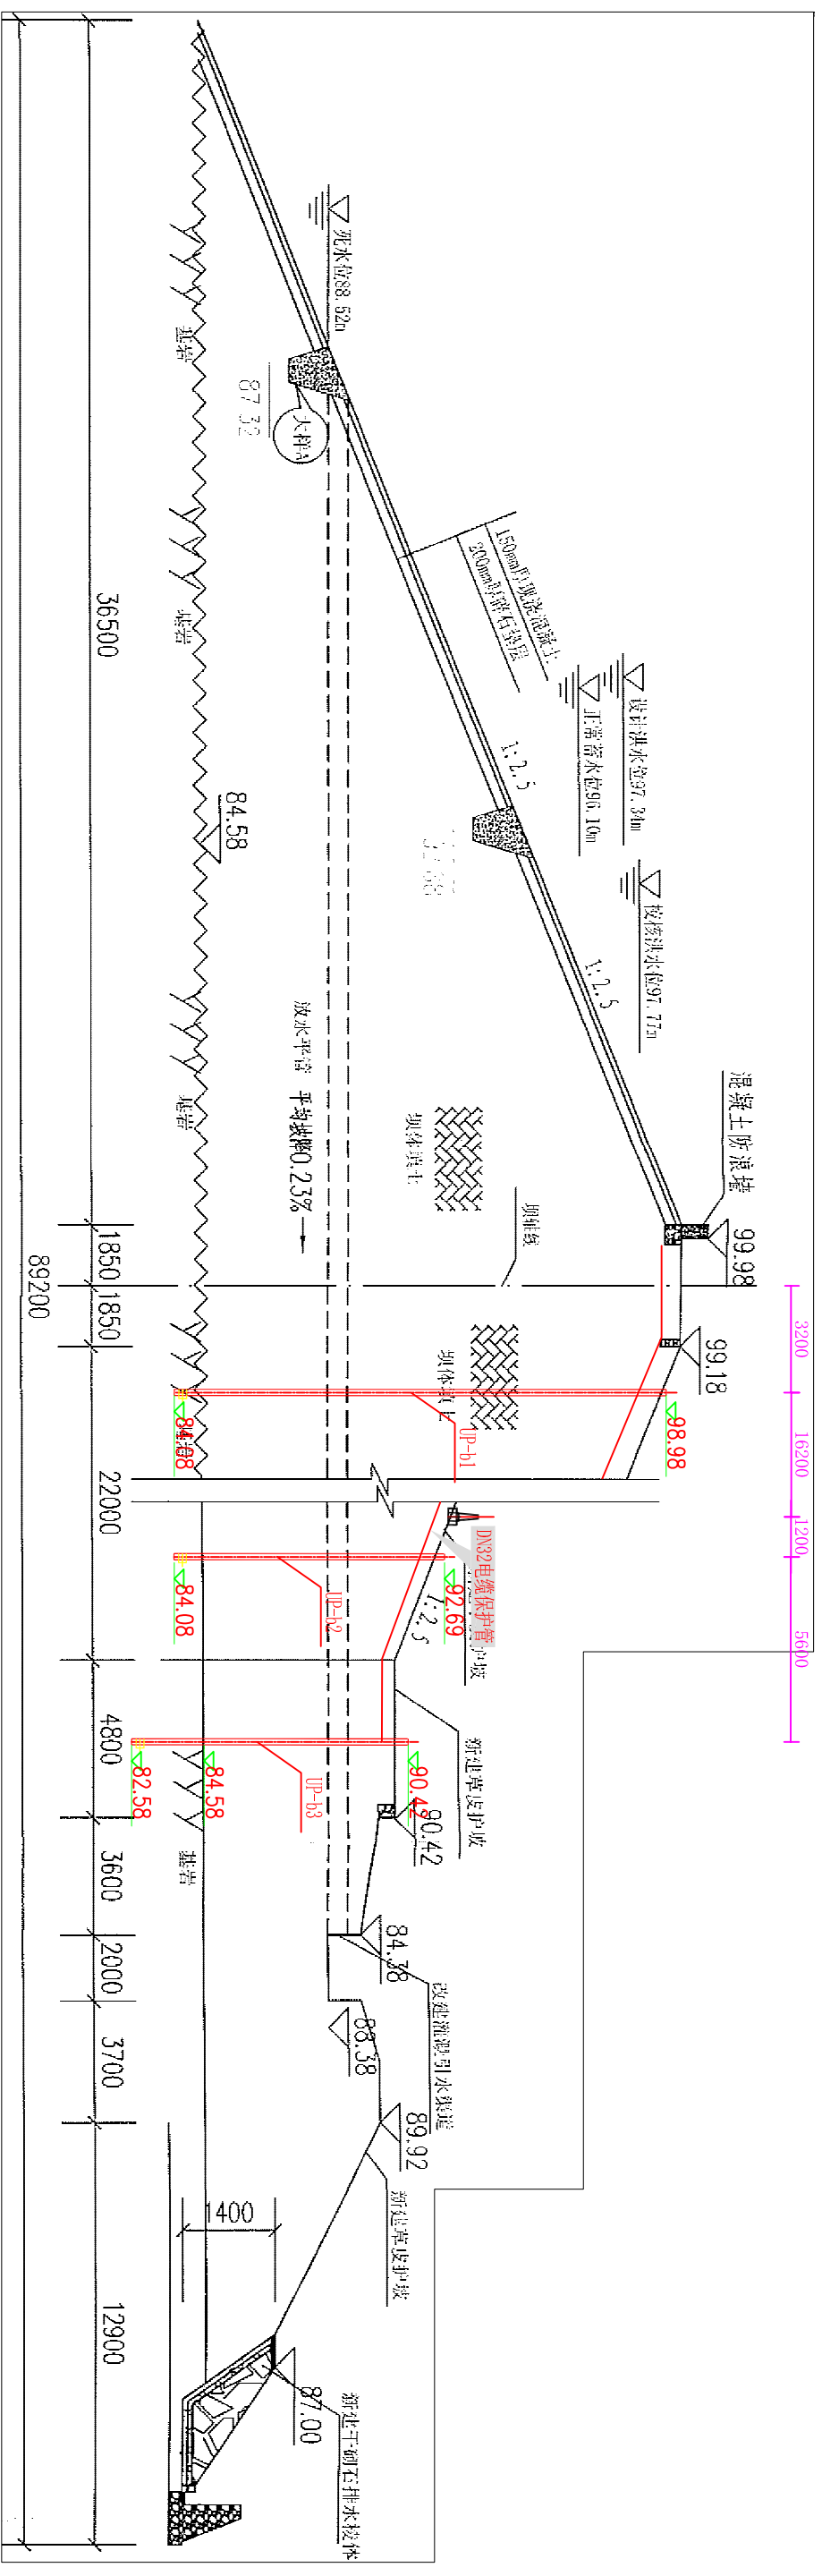 死水位88.52m
87.32
大样A
基岩
150mm厚现浇混凝土
200mm厚碎石垫层
基岩
1:2.5
设计洪水位97.34m
正常蓄水位96.10m
84.58
校核洪水位97.77m
1:2.5
放水平涵 平均坡降0.23%
坝体填土
基岩
坝轴线
混凝土防浪墙
99.98
99.18
坝体填土
UP-b1
98.98
84.08
DN32电缆保护管
护坡
1:2.5
UP-b2
92.69
84.08
新建草皮护坡
UP-b3
90.42
90.42
84.58
82.58
基岩
84.38
改建灌溉引水渠道
88.38
89.92
新建草皮护坡
1400
87.00
新建干砌石排水棱体
3200
16200
1200
5600
36500
1850
1850
22000
4800
3600
2000
3700
12900
89200